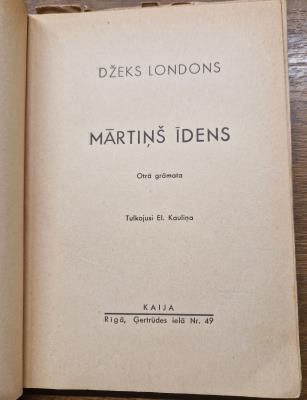 DŽEKS LONDONS
MĀRTIŅŠ ĪDENS
Otrā grāmata
Tulkojusi El. Kauliņa
KAIJA
Rīgā, Ģertrūdes ielā Nr. 49